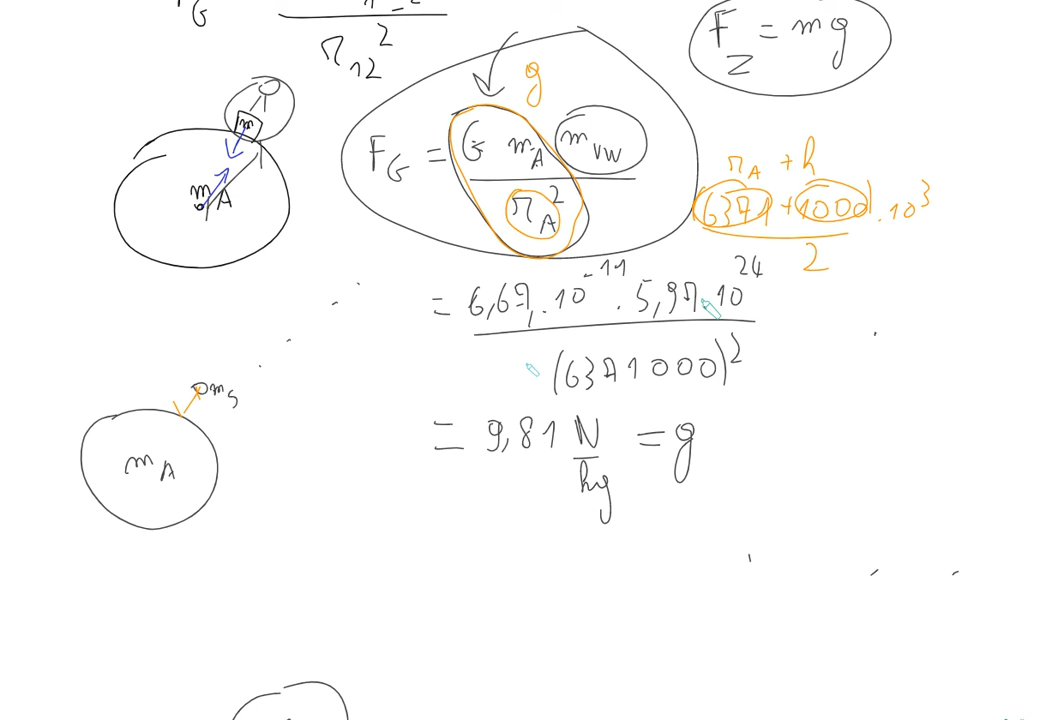 F_G
r_12^2
F_Z = mg
g
F_G = G m_A m_VW / r_A^2
m
m_A
r_A + h
(6371 + 1000) . 10^3 / 2
= 6,67 . 10^-11 . 5,97 . 10^24 / (6371000)^2
m_S
m_A
= 9,81 N/kg = g